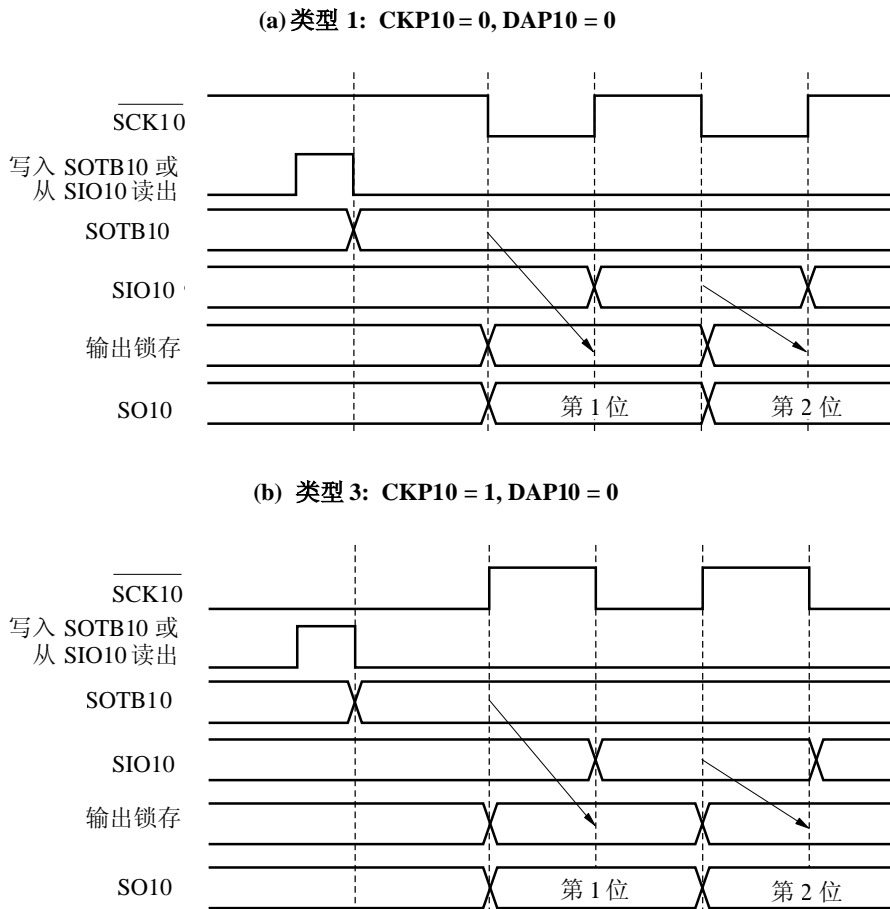 (a) 类型 1: CKP10 = 0, DAP10 = 0
SCK10
写入 SOTB10 或
从 SIO10 读出
SOTB10
SIO10
输出锁存
SO10
第 1 位
第 2 位
(b) 类型 3: CKP10 = 1, DAP10 = 0
SCK10
写入 SOTB10 或
从 SIO10 读出
SOTB10
SIO10
输出锁存
SO10
第 1 位
第 2 位